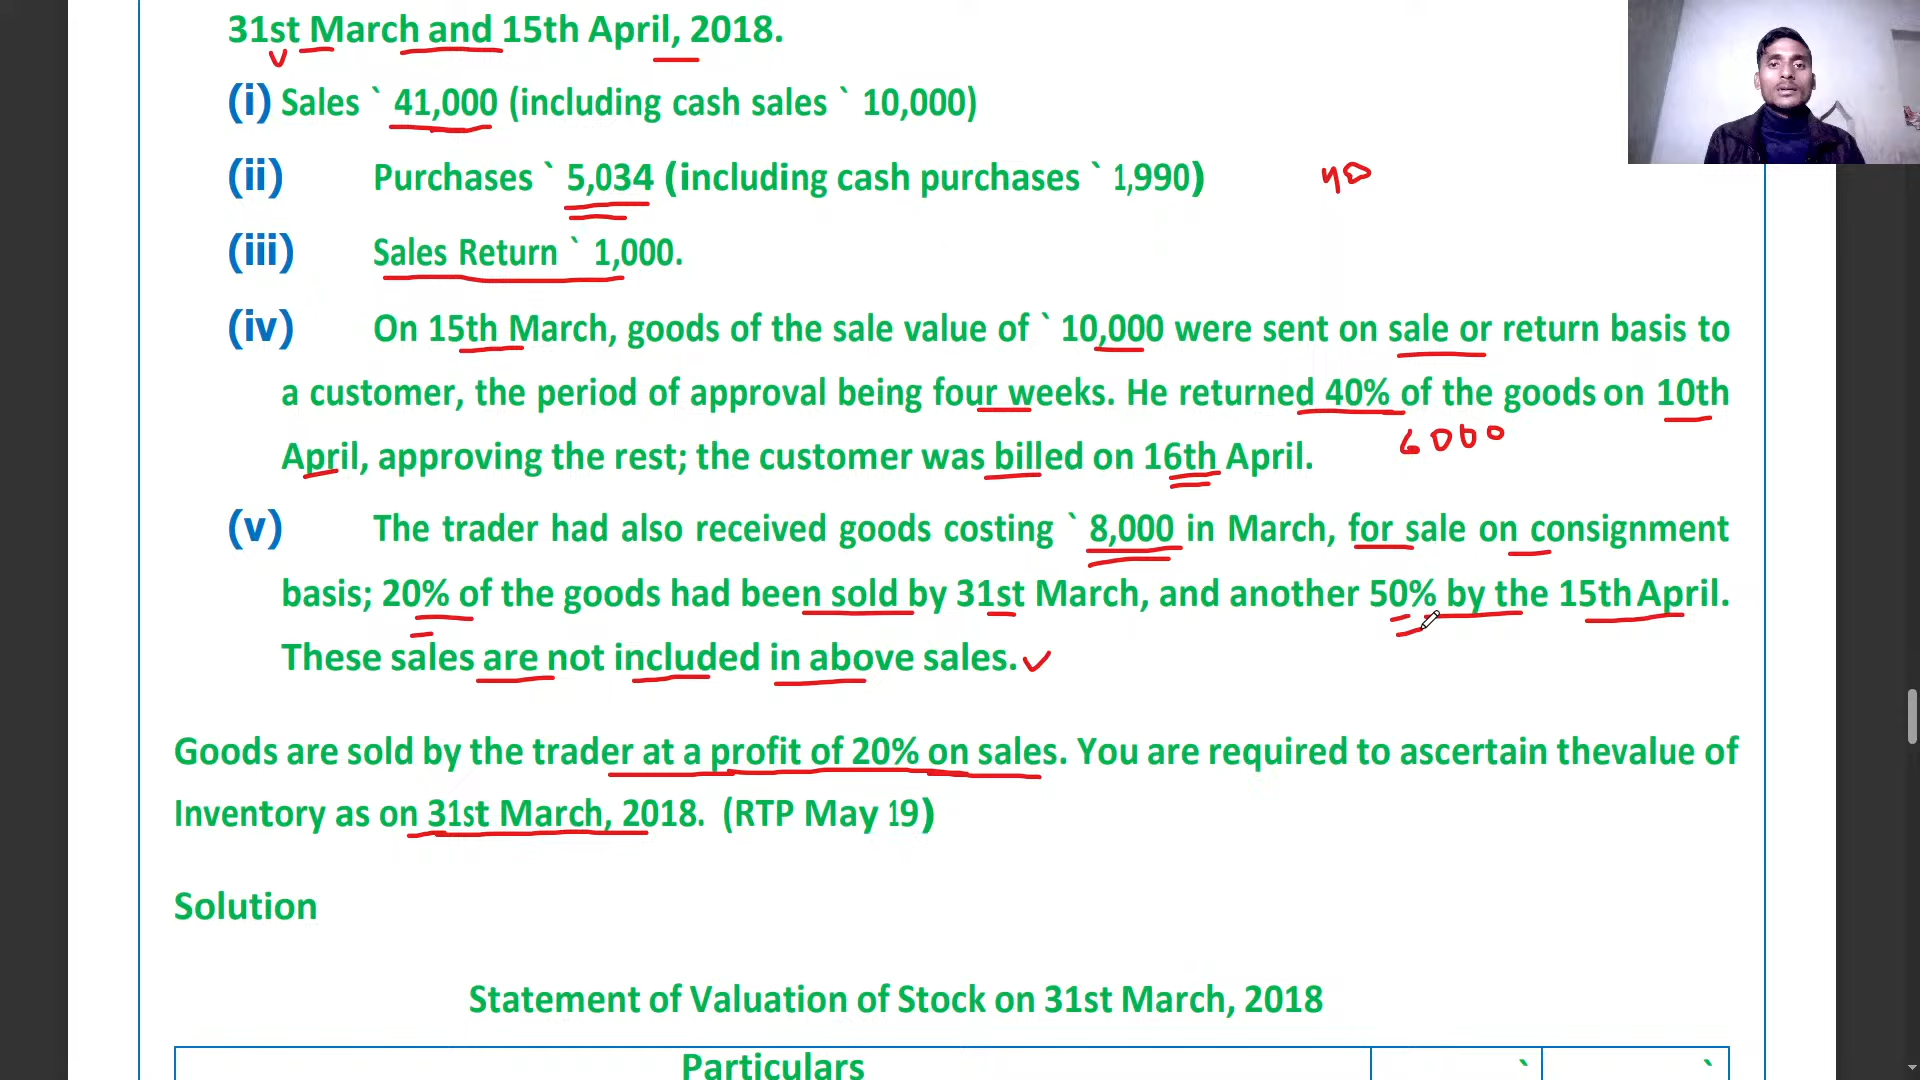 31st March and 15th April, 2018.
(i) Sales ` 41,000 (including cash sales ` 10,000)
(ii) Purchases ` 5,034 (including cash purchases ` 1,990)
40
(iii) Sales Return ` 1,000.
(iv) On 15th March, goods of the sale value of ` 10,000 were sent on sale or return basis to
a customer, the period of approval being four weeks. He returned 40% of the goods on 10th
6000
April, approving the rest; the customer was billed on 16th April.
(v) The trader had also received goods costing ` 8,000 in March, for sale on consignment
basis; 20% of the goods had been sold by 31st March, and another 50% by the 15th April.
These sales are not included in above sales.
Goods are sold by the trader at a profit of 20% on sales. You are required to ascertain thevalue of
Inventory as on 31st March, 2018. (RTP May 19)
Solution
Statement of Valuation of Stock on 31st March, 2018
Particulars ` `